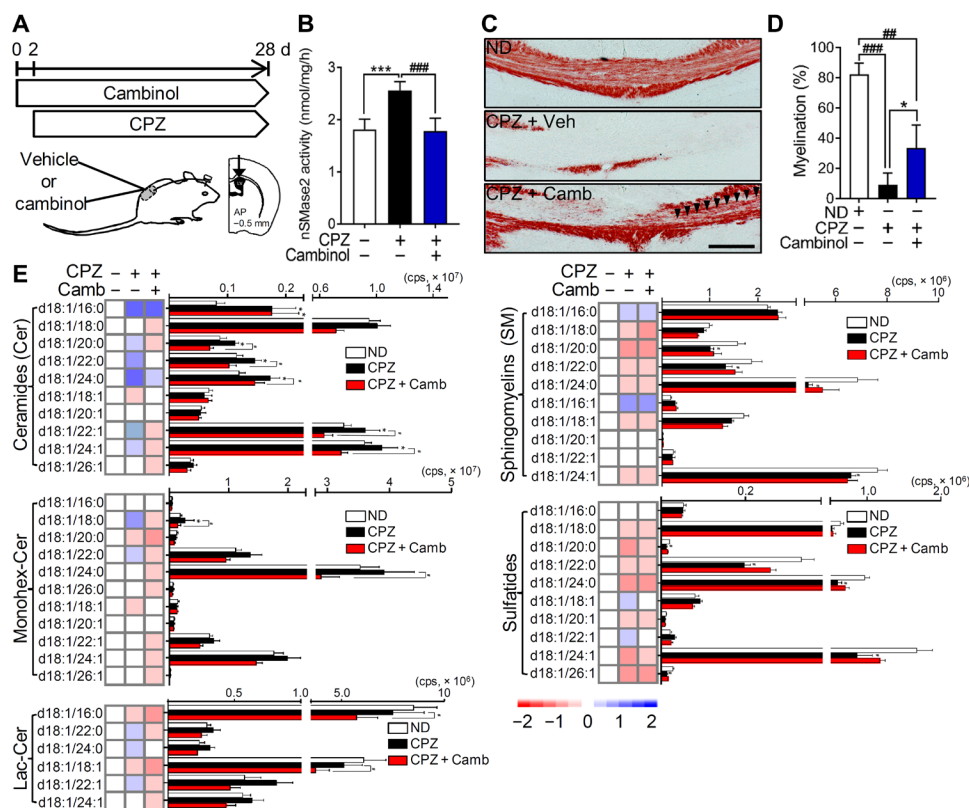 A
0 2 28 d
Cambinol
CPZ
Vehicle
or
cambinol
AP
−0.5 mm
B
nSMase2 activity (nmol/mg/h)
4
3
2
1
0
*** ###
CPZ − + +
Cambinol − − +
C
ND
CPZ + Veh
CPZ + Camb
D
Myelination (%)
100
80
60
40
20
0
##
###
*
ND +
CPZ − + +
Cambinol − − +
E
CPZ − + +
Camb − − +
(cps, × 10⁷)
0.1 0.2 0.6 1.0 1.4
Ceramides (Cer)
d18:1/16:0
d18:1/18:0
d18:1/20:0
d18:1/22:0
d18:1/24:0
d18:1/18:1
d18:1/20:1
d18:1/22:1
d18:1/24:1
d18:1/26:1
ND
CPZ
CPZ + Camb
(cps, × 10⁷)
0 1 2 3 4 5
Monohex-Cer
d18:1/16:0
d18:1/18:0
d18:1/20:0
d18:1/22:0
d18:1/24:0
d18:1/26:0
d18:1/18:1
d18:1/20:1
d18:1/22:1
d18:1/24:1
d18:1/26:1
ND
CPZ
CPZ + Camb
(cps, × 10⁶)
0 0.5 1.0 5.0 10
Lac-Cer
d18:1/16:0
d18:1/22:0
d18:1/24:0
d18:1/18:1
d18:1/22:1
d18:1/24:1
ND
CPZ
CPZ + Camb
CPZ − + +
Camb − − +
(cps, × 10⁶)
1 2 6 10
Sphingomyelins (SM)
d18:1/16:0
d18:1/18:0
d18:1/20:0
d18:1/22:0
d18:1/24:0
d18:1/16:1
d18:1/18:1
d18:1/20:1
d18:1/22:1
d18:1/24:1
ND
CPZ
CPZ + Camb
(cps, × 10⁶)
0.2 1.0 2.0
Sulfatides
d18:1/16:0
d18:1/18:0
d18:1/20:0
d18:1/22:0
d18:1/24:0
d18:1/18:1
d18:1/20:1
d18:1/22:1
d18:1/24:1
d18:1/26:1
ND
CPZ
CPZ + Camb
−2 −1 0 1 2